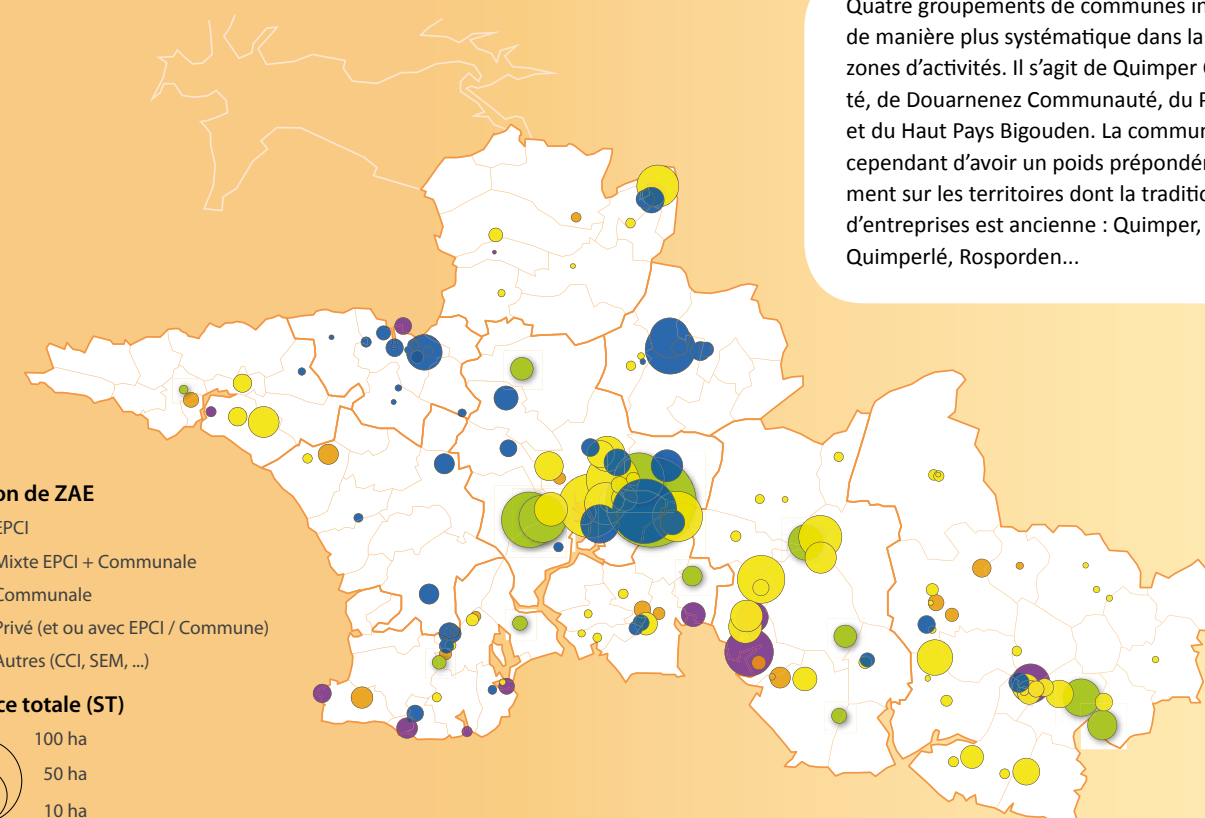 Quatre groupements de communes in
de manière plus systématique dans la
zones d’activités. Il s’agit de Quimper
té, de Douarnenez Communauté, du P
et du Haut Pays Bigouden. La commun
cependant d’avoir un poids prépondér
ment sur les territoires dont la traditio
d’entreprises est ancienne : Quimper,
Quimperlé, Rosporden...
on de ZAE
EPCI
Mixte EPCI + Communale
Communale
Privé (et ou avec EPCI / Commune)
Autres (CCI, SEM, ...)
ce totale (ST)
100 ha
50 ha
10 ha